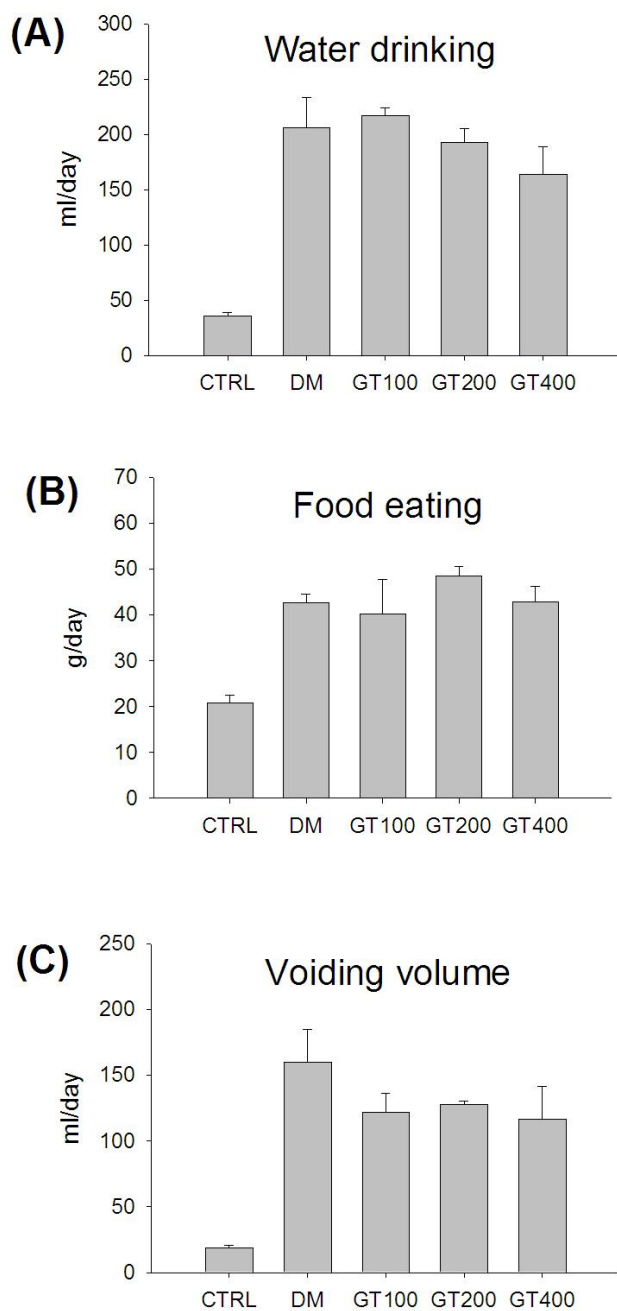 (A)
Water drinking
ml/day
300
250
200
150
100
50
0
CTRL DM GT100 GT200 GT400
(B)
Food eating
g/day
70
60
50
40
30
20
10
0
CTRL DM GT100 GT200 GT400
(C)
Voiding volume
ml/day
250
200
150
100
50
0
CTRL DM GT100 GT200 GT400